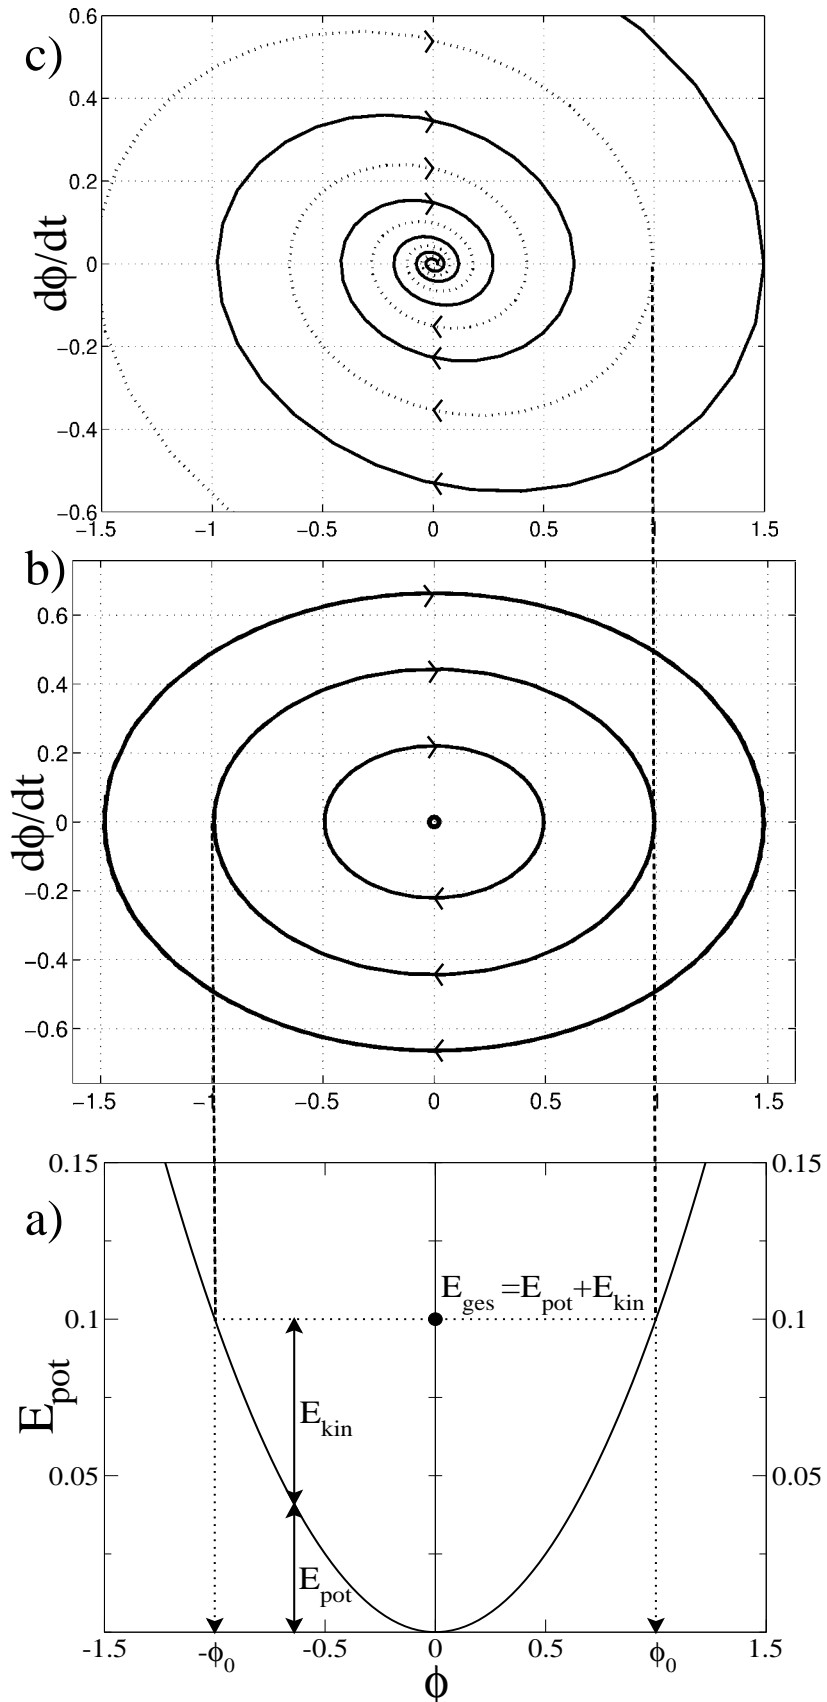 c)
dϕ/dt
0.6
0.4
0.2
0
−0.2
−0.4
−0.6
−1.5 −1 −0.5 0 0.5 1 1.5
b)
dϕ/dt
0.6
0.4
0.2
0
−0.2
−0.4
−0.6
−1.5 −1 −0.5 0 0.5 1 1.5
a)
E_pot
0.15 0.15
E_ges =E_pot+E_kin
0.1 0.1
E_kin
0.05 0.05
E_pot
-1.5 -ϕ_0 -0.5 0 0.5 ϕ_0 1.5
ϕ